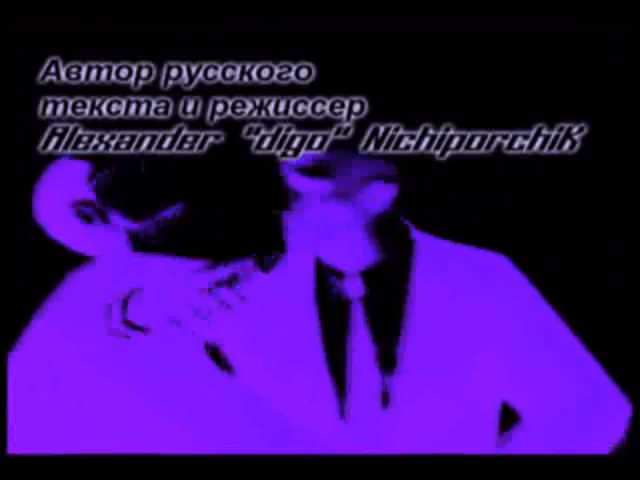 Автор русского
текста и режиссер
Alexander "digo" NichiporchiK